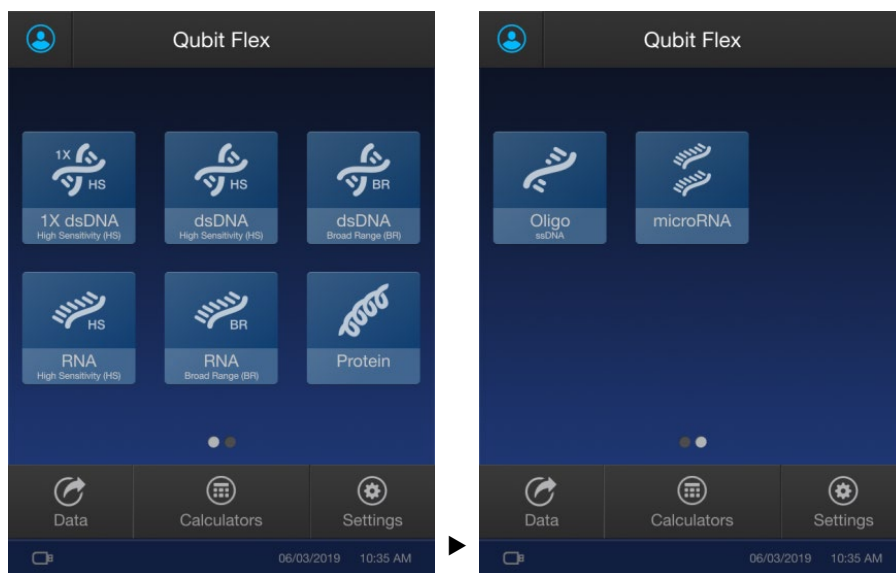 Qubit Flex
1X HS
HS
BR
1X dsDNA
High Sensitivity (HS)
dsDNA
High Sensitivity (HS)
dsDNA
Broad Range (BR)
HS
BR
RNA
High Sensitivity (HS)
RNA
Broad Range (BR)
Protein
Data
Calculators
Settings
06/03/2019 10:35 AM
Qubit Flex
Oligo
ssDNA
microRNA
Data
Calculators
Settings
06/03/2019 10:35 AM